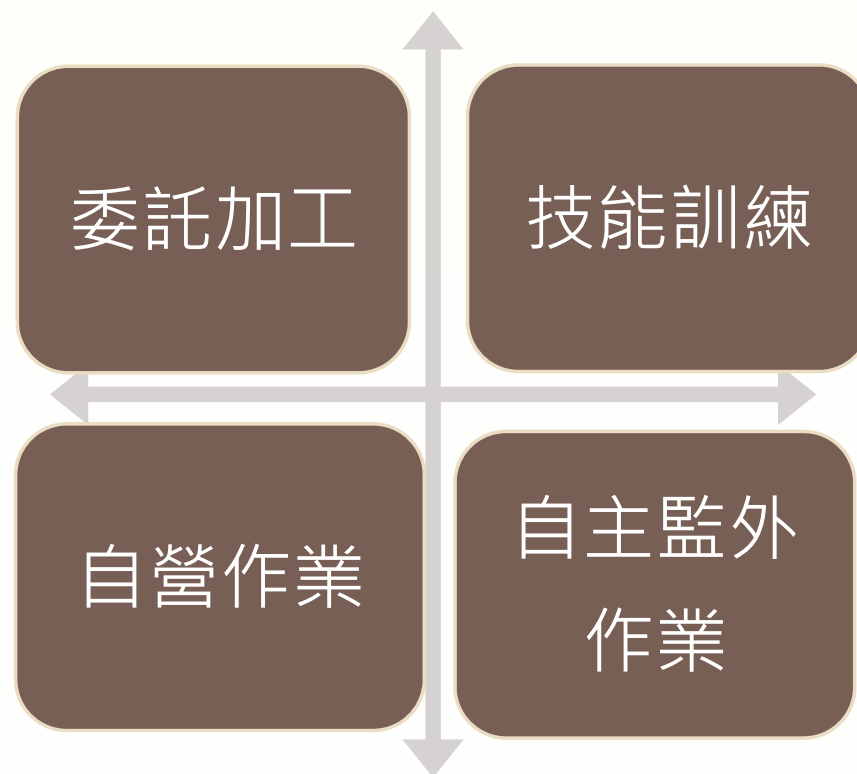 委託加工
技能訓練
自營作業
自主監外
作業